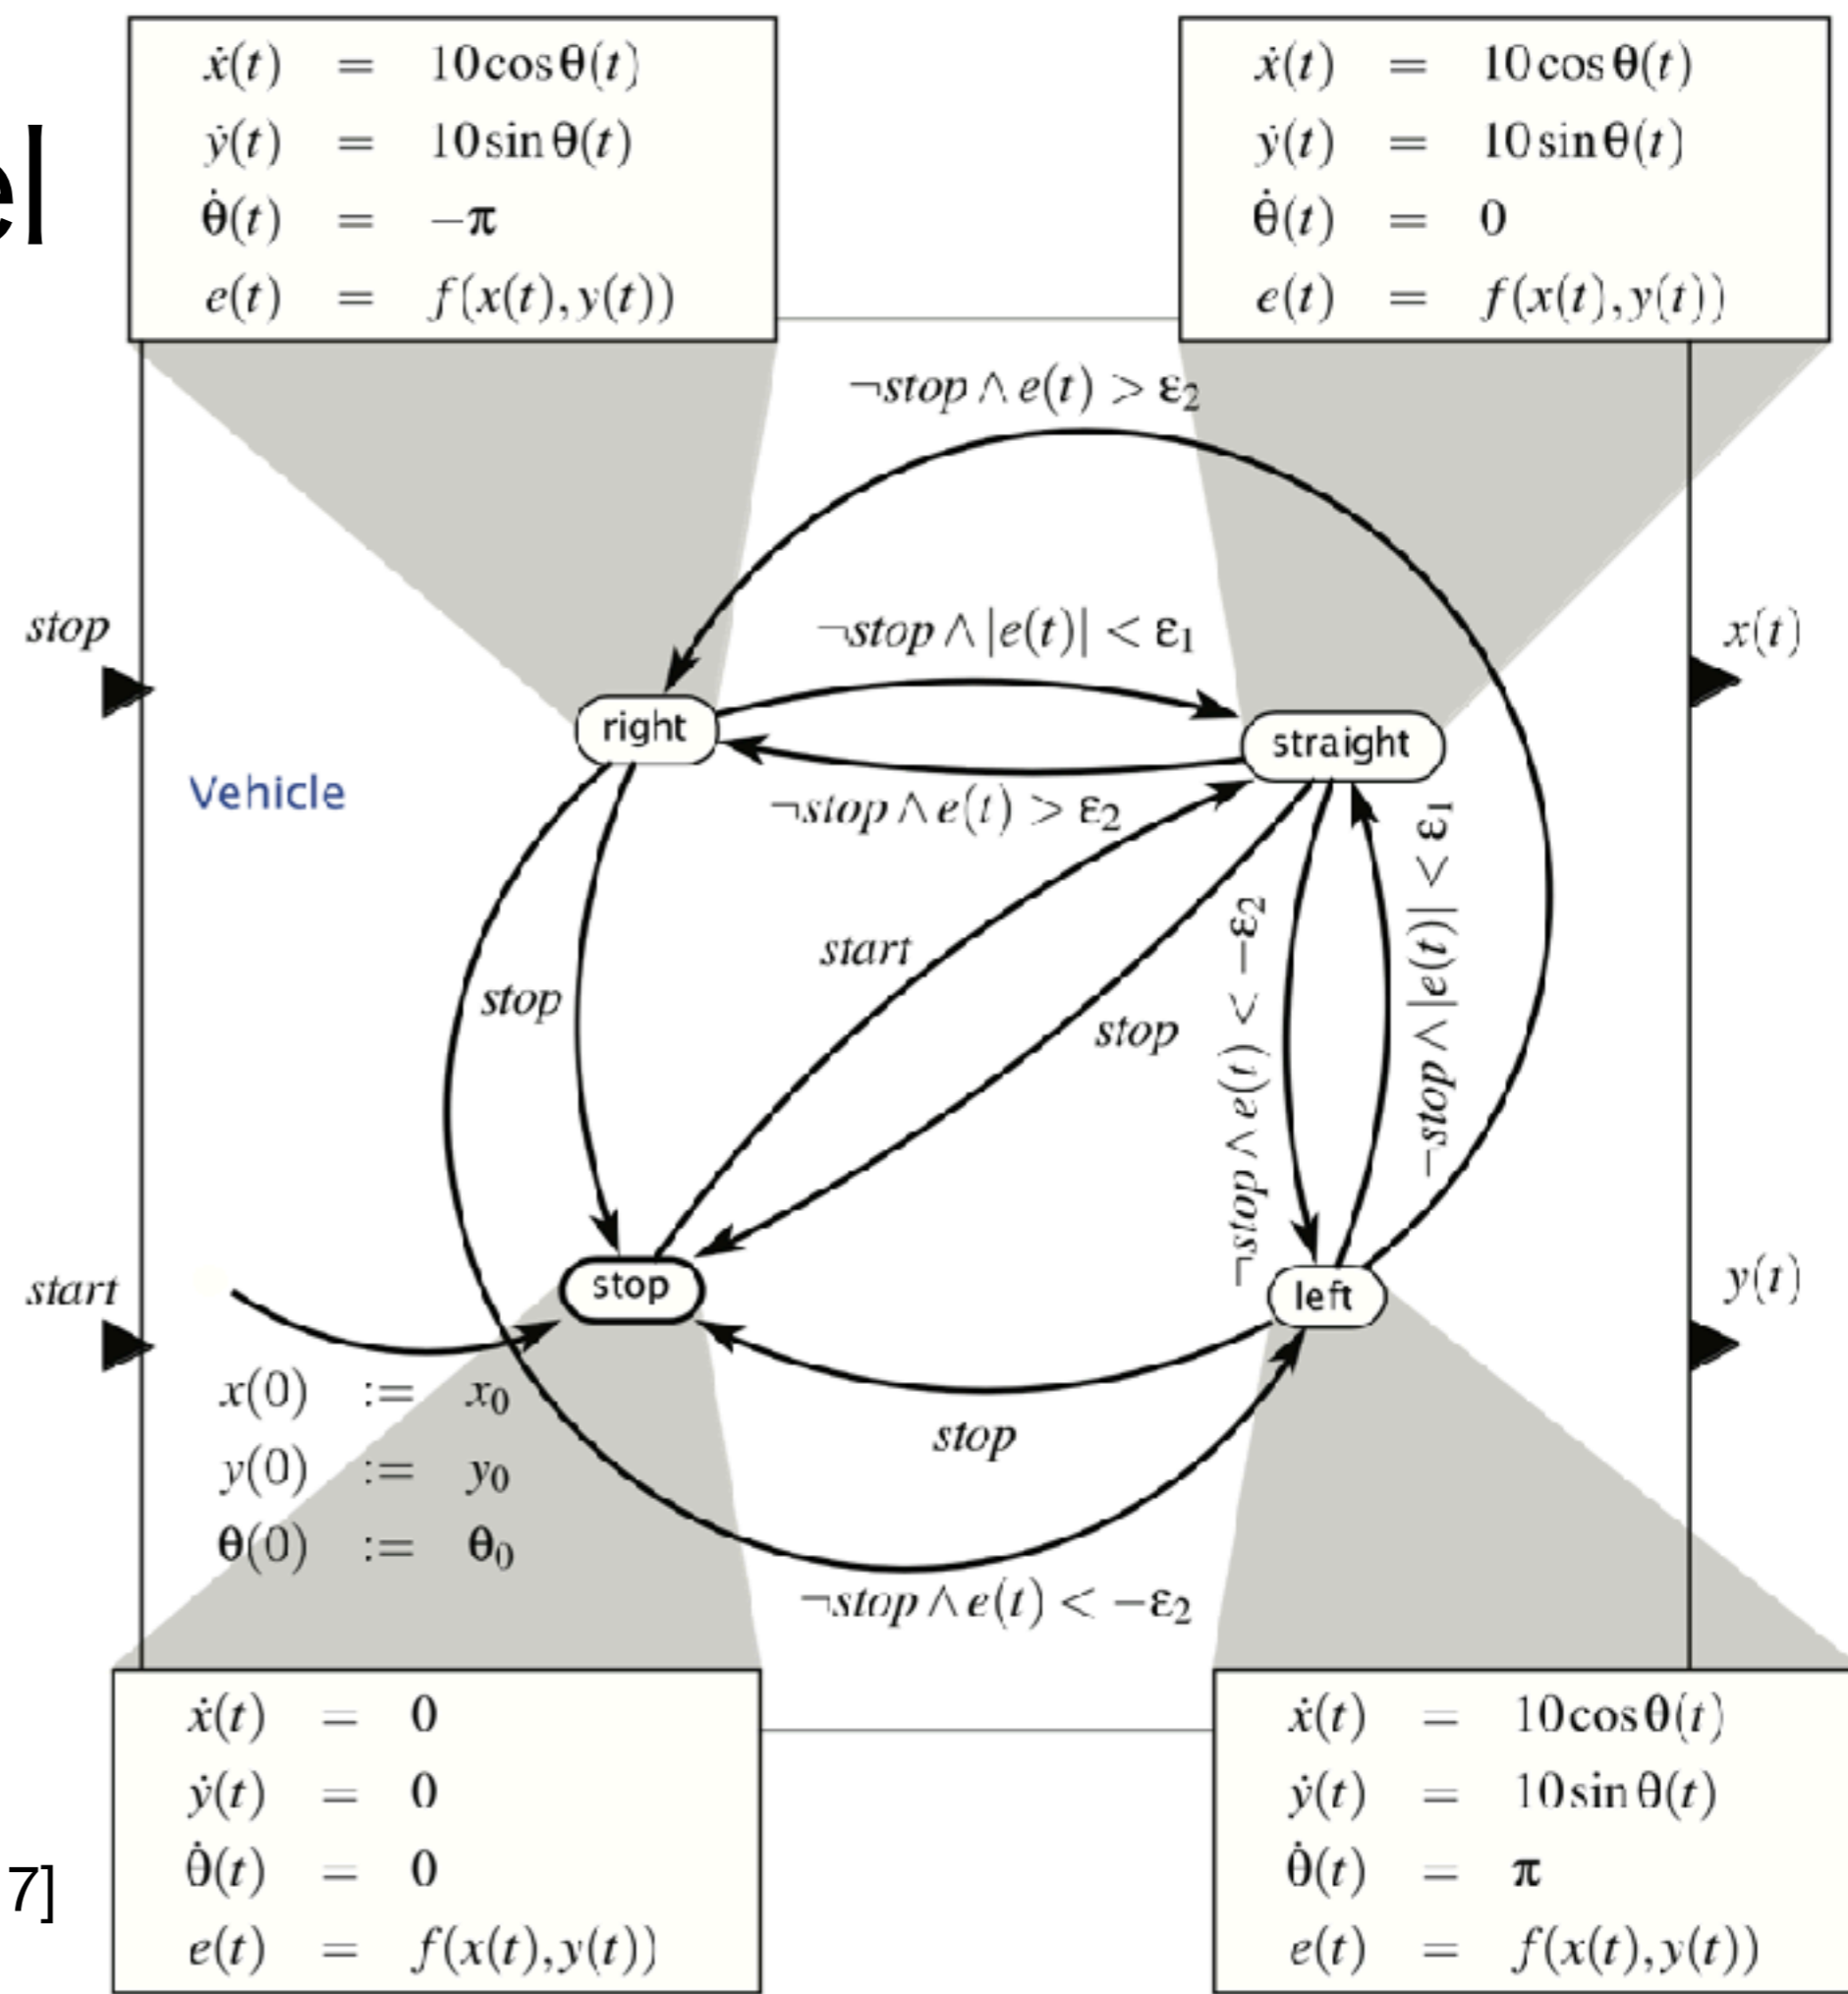 el
ẋ(t) = 10cosθ(t)
ẏ(t) = 10sinθ(t)
θ̇(t) = −π
e(t) = f(x(t),y(t))
ẋ(t) = 10cosθ(t)
ẏ(t) = 10sinθ(t)
θ̇(t) = 0
e(t) = f(x(t),y(t))
¬stop∧e(t) > ε₂
stop
¬stop∧|e(t)| < ε₁
x(t)
right
straight
Vehicle
¬stop∧e(t) > ε₂
start
stop
stop
¬stop∧e(t) < −ε₂
¬stop∧|e(t)| < ε₁
start
stop
left
y(t)
x(0) := x₀
y(0) := y₀
θ(0) := θ₀
stop
¬stop∧e(t) < −ε₂
ẋ(t) = 0
ẏ(t) = 0
θ̇(t) = 0
e(t) = f(x(t),y(t))
ẋ(t) = 10cosθ(t)
ẏ(t) = 10sinθ(t)
θ̇(t) = π
e(t) = f(x(t),y(t))
7]